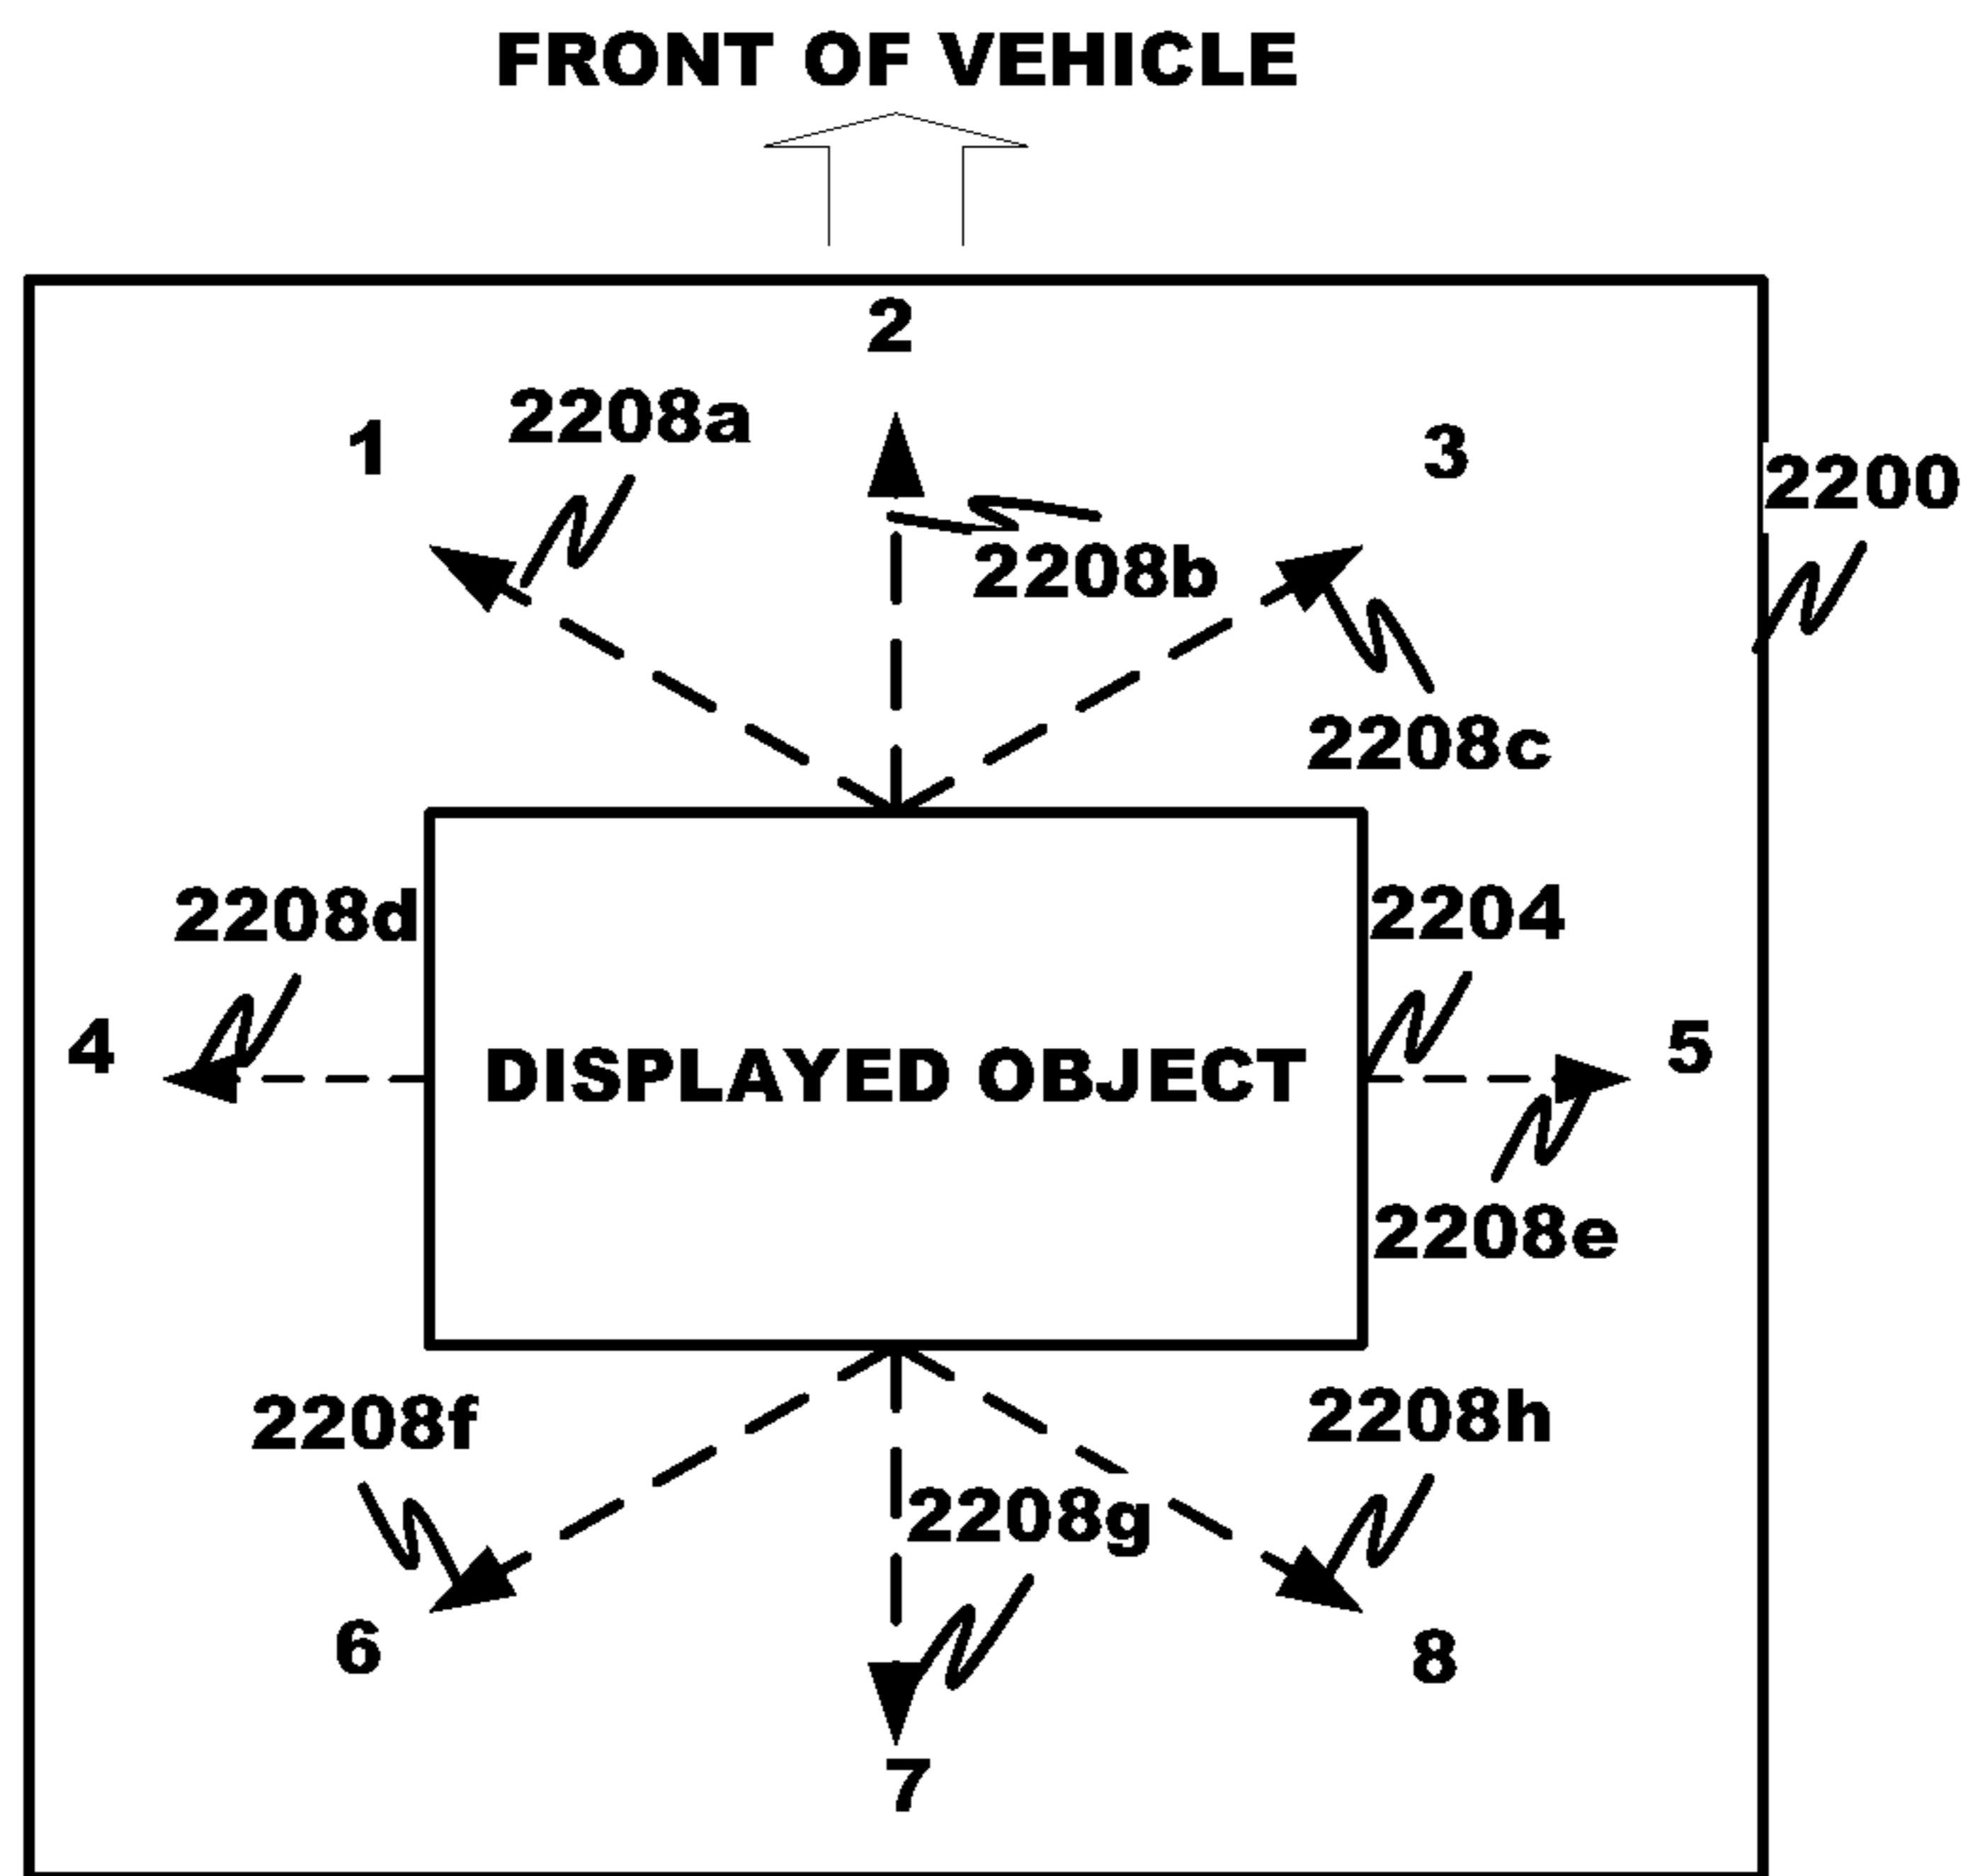 FRONT OF VEHICLE
2
2208a
1
3
2200
2208b
2208c
2208d
2204
4
DISPLAYED OBJECT
5
2208e
2208f
2208h
2208g
6
8
7